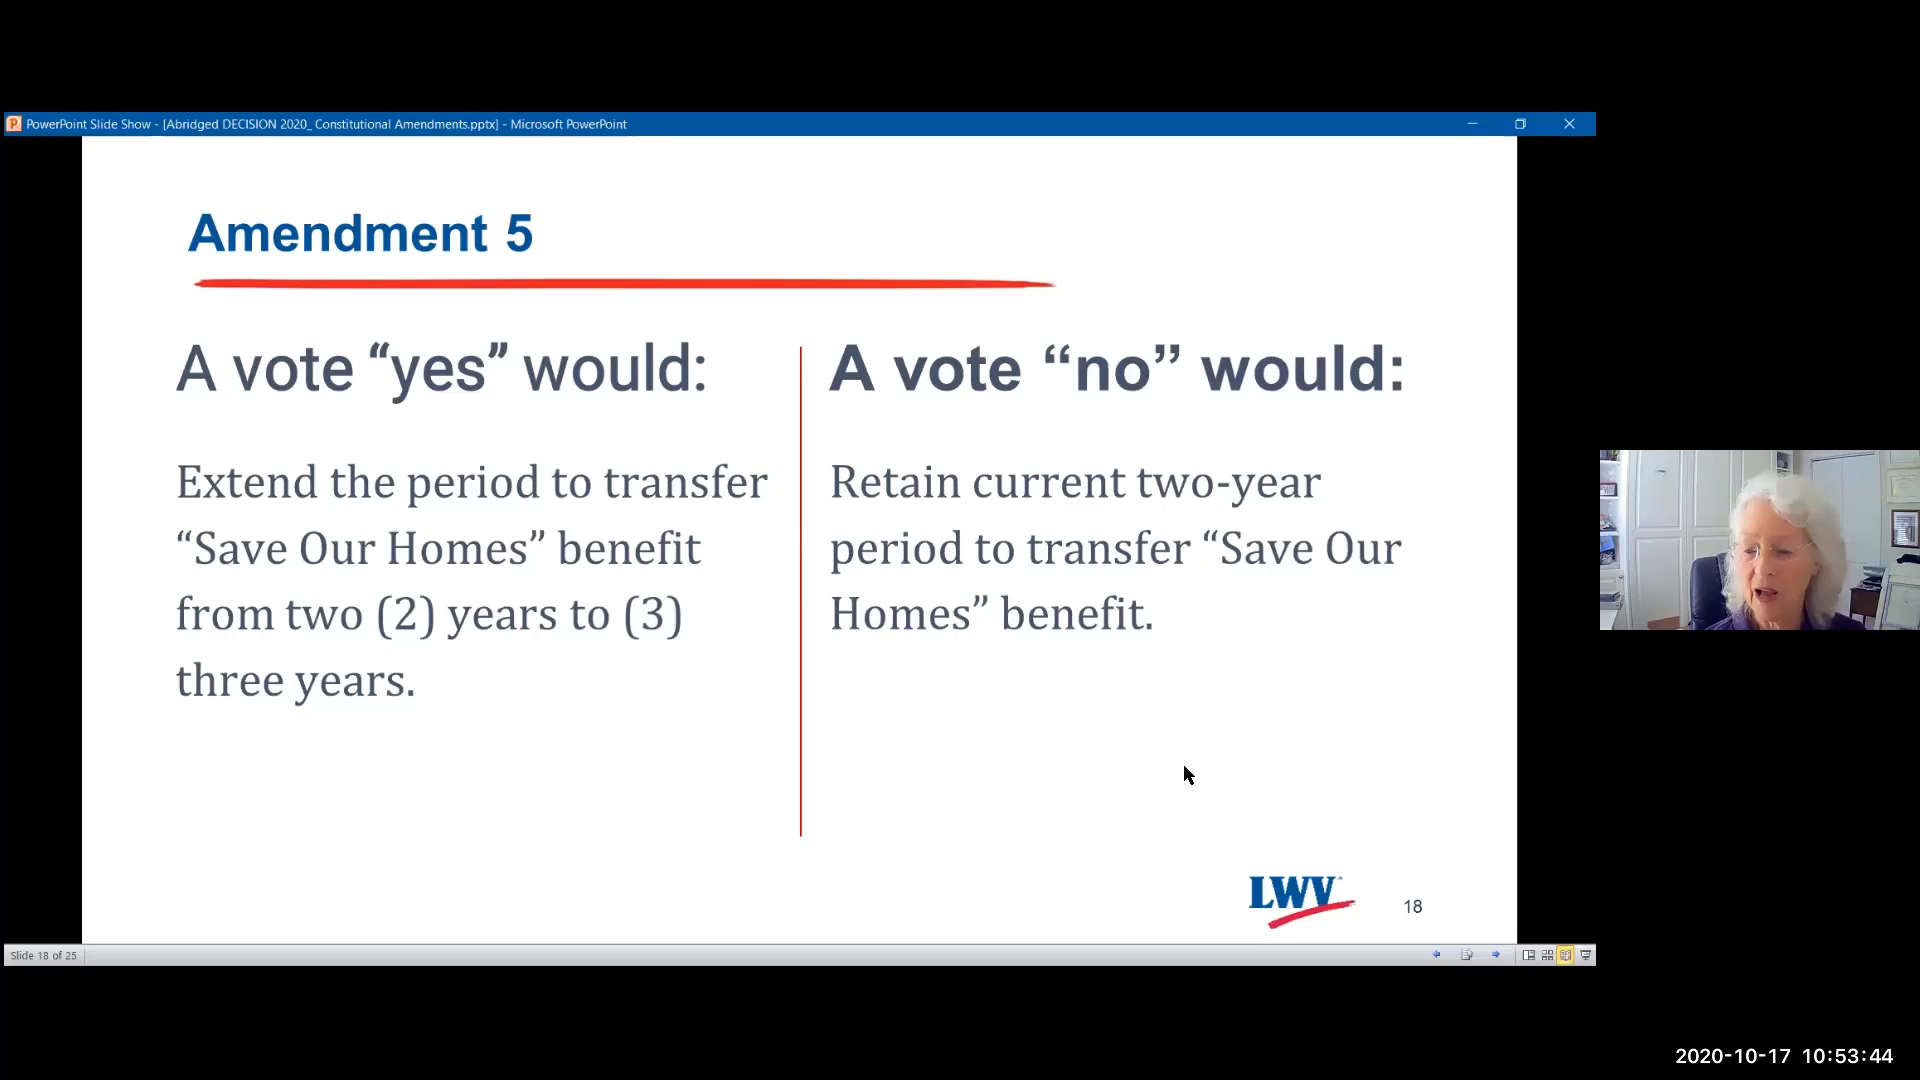 PowerPoint Slide Show - [Abridged DECISION 2020_ Constitutional Amendments.pptx] - Microsoft PowerPoint
Amendment 5
A vote “yes” would:
Extend the period to transfer
“Save Our Homes” benefit
from two (2) years to (3)
three years.
A vote “no” would:
Retain current two-year
period to transfer “Save Our
Homes” benefit.
LWV
18
Slide 18 of 25
2020-10-17 10:53:44